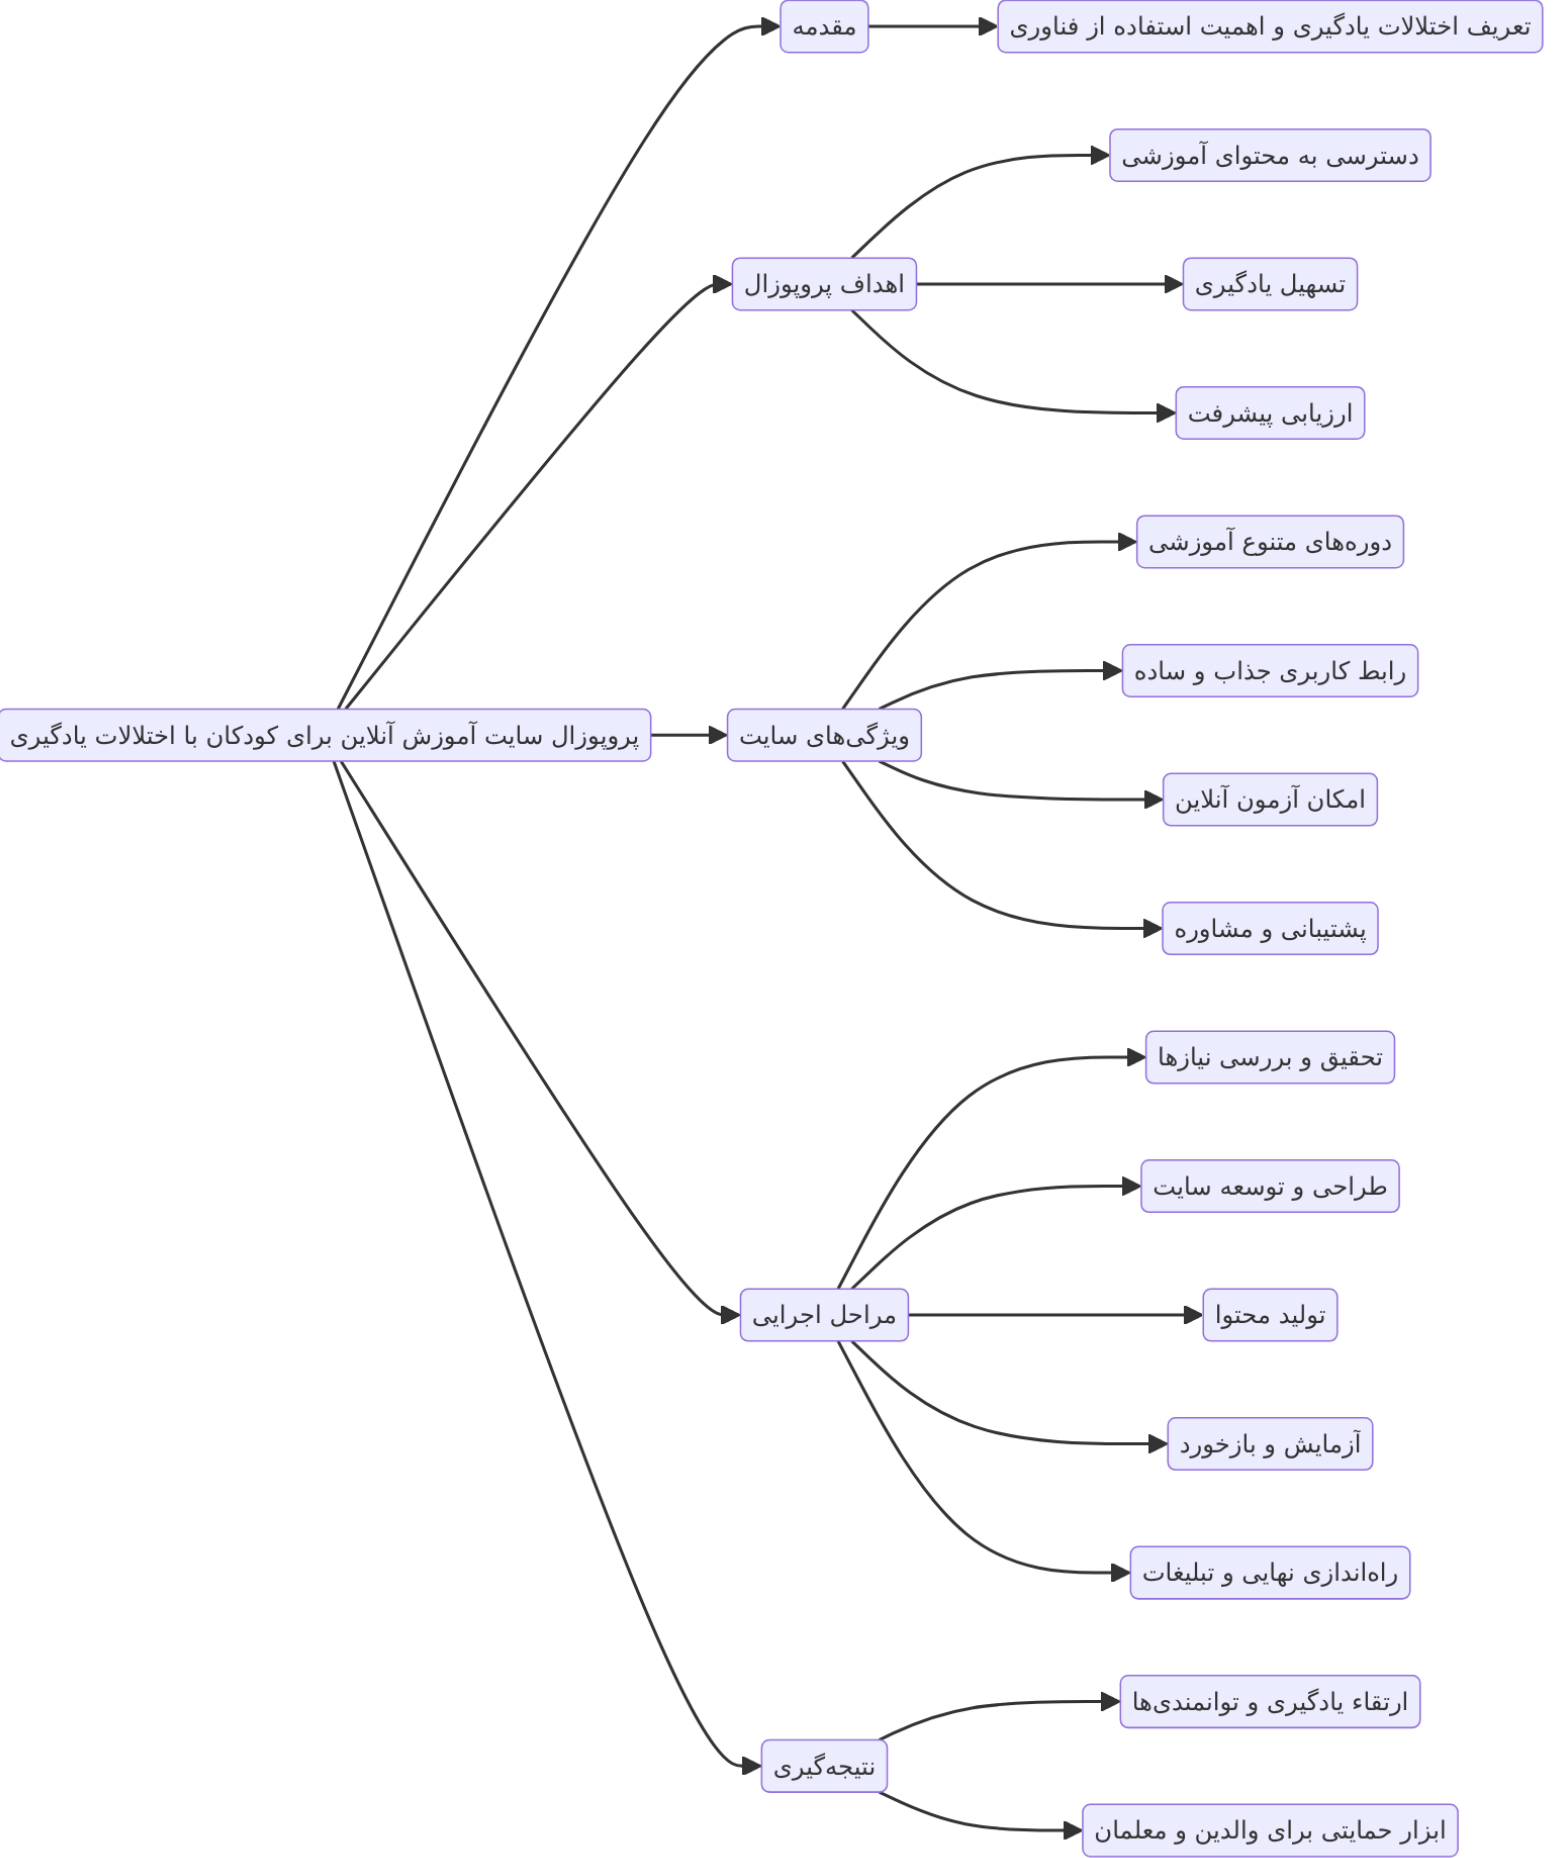 پروپوزال سایت آموزش آنلاین برای کودکان با اختلالات یادگیری
مقدمه
تعریف اختلالات یادگیری و اهمیت استفاده از فناوری
اهداف پروپوزال
دسترسی به محتوای آموزشی
تسهیل یادگیری
ارزیابی پیشرفت
ویژگی‌های سایت
دوره‌های متنوع آموزشی
رابط کاربری جذاب و ساده
امکان آزمون آنلاین
پشتیبانی و مشاوره
مراحل اجرایی
تحقیق و بررسی نیازها
طراحی و توسعه سایت
تولید محتوا
آزمایش و بازخورد
راه‌اندازی نهایی و تبلیغات
نتیجه‌گیری
ارتقاء یادگیری و توانمندی‌ها
ابزار حمایتی برای والدین و معلمان